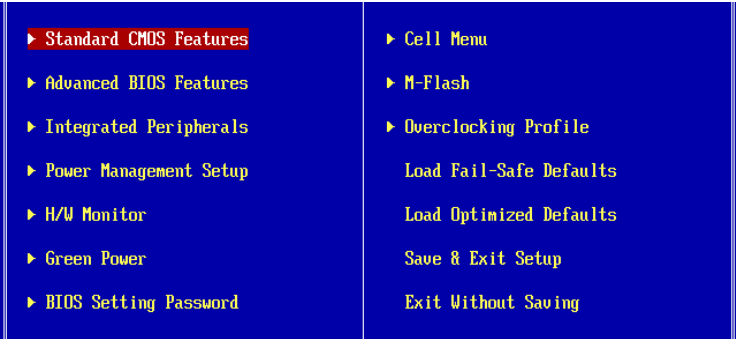 Standard CMOS Features
Advanced BIOS Features
Integrated Peripherals
Power Management Setup
H/W Monitor
Green Power
BIOS Setting Password
Cell Menu
M-Flash
Overclocking Profile
Load Fail-Safe Defaults
Load Optimized Defaults
Save & Exit Setup
Exit Without Saving